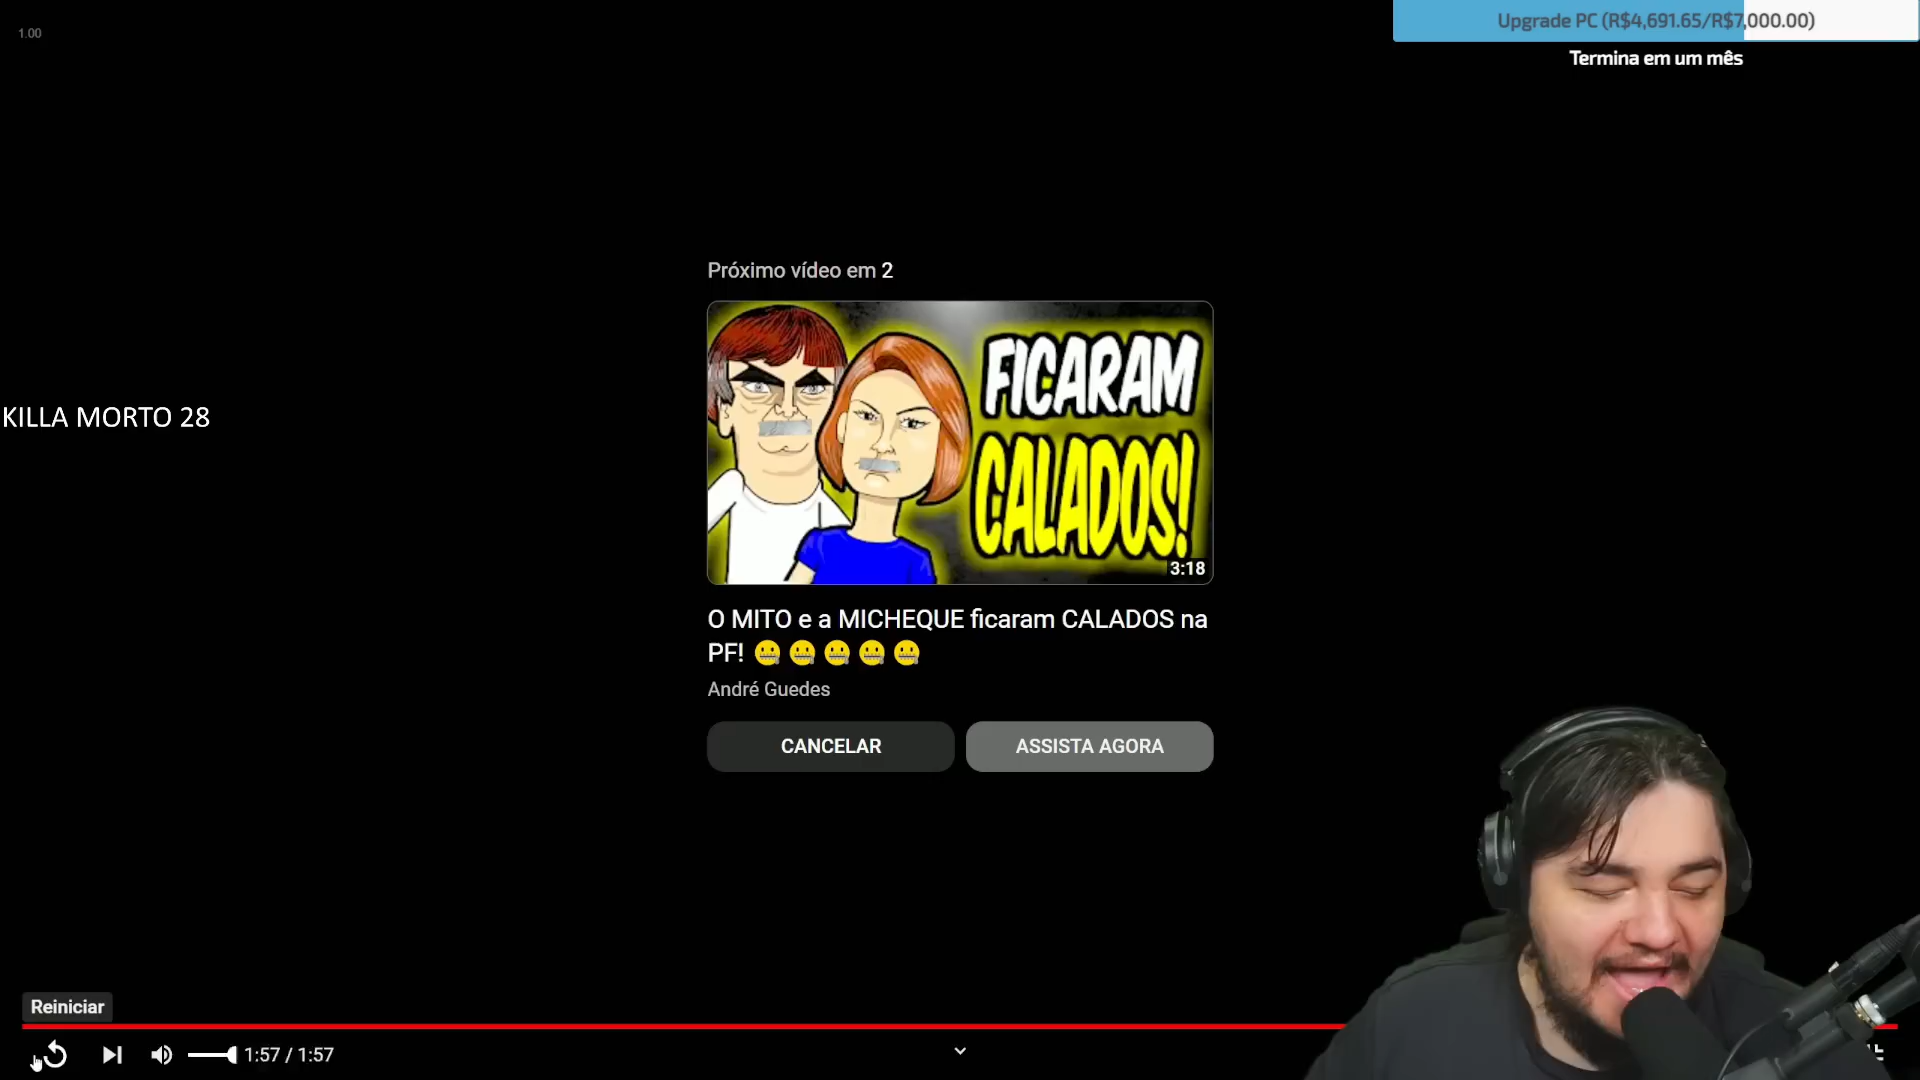 1.00
Upgrade PC (R$4,691.65/R$7,000.00)
Termina em um mês
Próximo vídeo em 2
KILLA MORTO 28
FICARAM
CALADOS!
3:18
O MITO e a MICHEQUE ficaram CALADOS na
PF! 🤐 🤐 🤐 🤐 🤐
André Guedes
CANCELAR
ASSISTA AGORA
Reiniciar
1:57 / 1:57